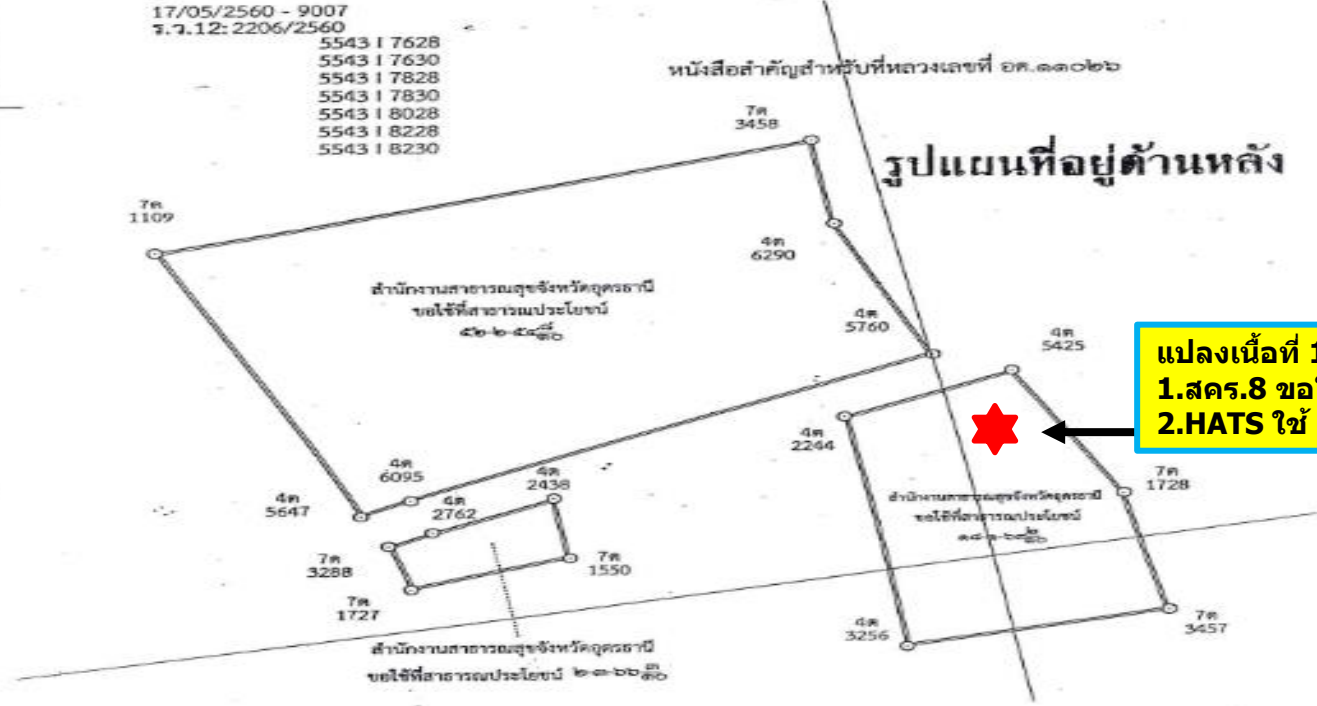 17/05/2560 - 9007
ร.ว.12: 2206/2560
5543 I 7628
5543 I 7630
5543 I 7828
5543 I 7830
5543 I 8028
5543 I 8228
5543 I 8230
หนังสือสำคัญสำหรับที่หลวงเลขที่ อด.๑๑๐๒๖
รูปแผนที่อยู่ด้านหลัง
7ต
3458
7ต
1109
4ต
6290
สำนักงานสาธารณสุขจังหวัดอุดรธานี
ขอใช้ที่สาธารณประโยชน์
4ต
5760
4ต
5425
แปลงเนื้อที่ 1
1.สคร.8 ขอใ
2.HATS ใช้
4ต
2244
4ต
6095
4ต
2438
4ต
5647
4ต
2762
7ต
1728
สำนักงานสาธารณสุขจังหวัดอุดรธานี
ขอใช้ที่สาธารณประโยชน์
7ต
3288
7ต
1550
7ต
1727
4ต
3256
7ต
3457
สำนักงานสาธารณสุขจังหวัดอุดรธานี
ขอใช้ที่สาธารณประโยชน์ ๒-๓-๖๖ ๓/๑๐